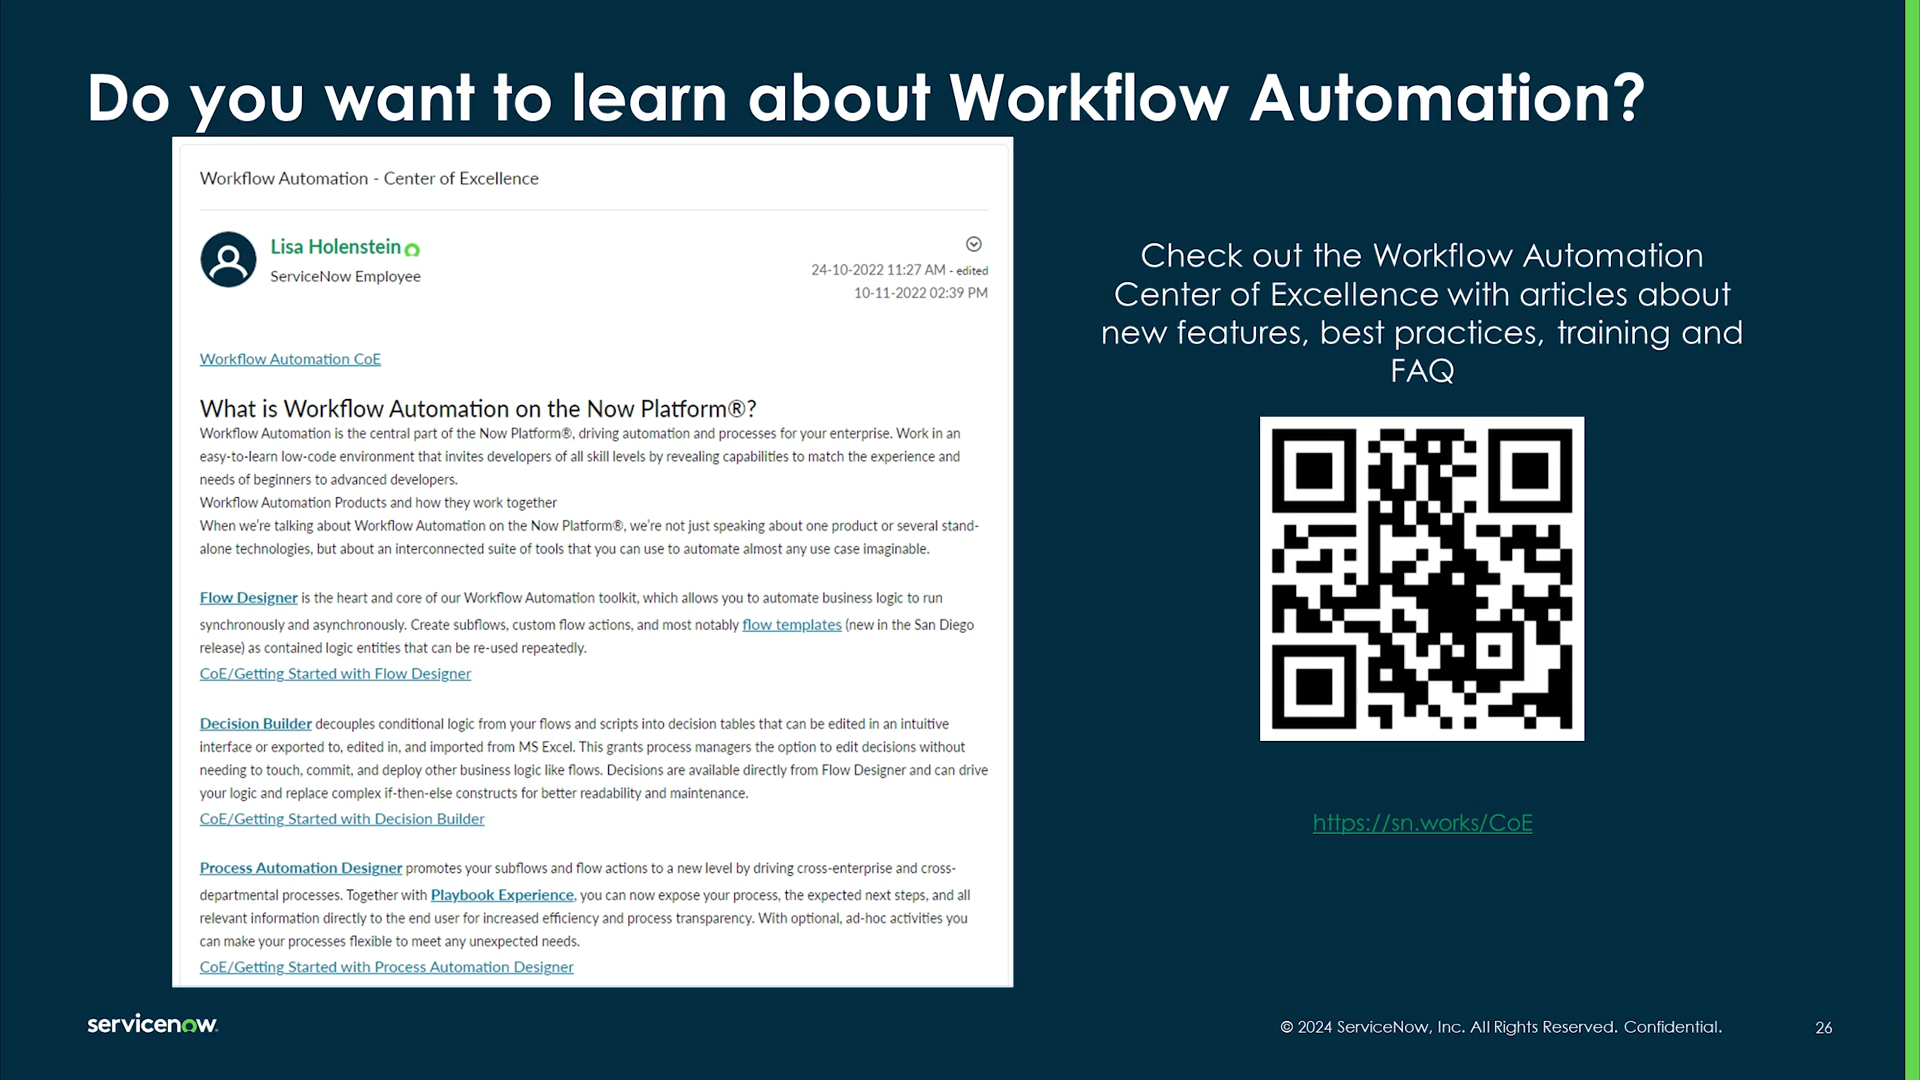 Do you want to learn about Workflow Automation?
Workflow Automation - Center of Excellence
Lisa Holenstein
ServiceNow Employee
24-10-2022 11:27 AM - edited
10-11-2022 02:39 PM
Workflow Automation CoE
What is Workflow Automation on the Now Platform®?
Workflow Automation is the central part of the Now Platform®, driving automation and processes for your enterprise. Work in an
easy-to-learn low-code environment that invites developers of all skill levels by revealing capabilities to match the experience and
needs of beginners to advanced developers.
Workflow Automation Products and how they work together
When we're talking about Workflow Automation on the Now Platform®, we're not just speaking about one product or several stand-
alone technologies, but about an interconnected suite of tools that you can use to automate almost any use case imaginable.
Flow Designer is the heart and core of our Workflow Automation toolkit, which allows you to automate business logic to run
synchronously and asynchronously. Create subflows, custom flow actions, and most notably flow templates (new in the San Diego
release) as contained logic entities that can be re-used repeatedly.
CoE/Getting Started with Flow Designer
Decision Builder decouples conditional logic from your flows and scripts into decision tables that can be edited in an intuitive
interface or exported to, edited in, and imported from MS Excel. This grants process managers the option to edit decisions without
needing to touch, commit, and deploy other business logic like flows. Decisions are available directly from Flow Designer and can drive
your logic and replace complex if-then-else constructs for better readability and maintenance.
CoE/Getting Started with Decision Builder
Process Automation Designer promotes your subflows and flow actions to a new level by driving cross-enterprise and cross-
departmental processes. Together with Playbook Experience, you can now expose your process, the expected next steps, and all
relevant information directly to the end user for increased efficiency and process transparency. With optional, ad-hoc activities you
can make your processes flexible to meet any unexpected needs.
CoE/Getting Started with Process Automation Designer
Check out the Workflow Automation
Center of Excellence with articles about
new features, best practices, training and
FAQ
https://sn.works/CoE
servicenow
© 2024 ServiceNow, Inc. All Rights Reserved. Confidential.
26